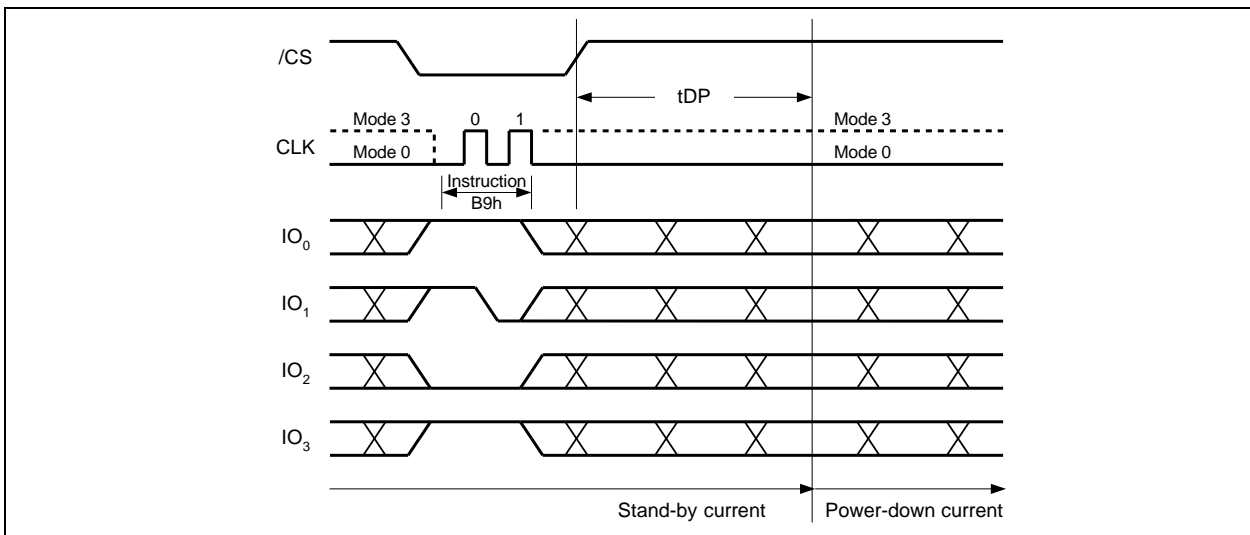 /CS
tDP
Mode 3 0 1 Mode 3
CLK
Mode 0 Mode 0
Instruction
B9h
IO0
IO1
IO2
IO3
Stand-by current Power-down current